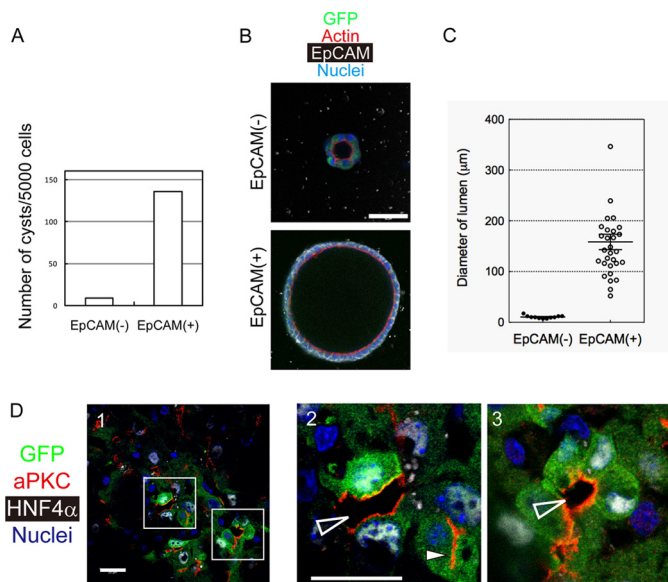 A
Number of cysts/5000 cells
150
100
50
0
EpCAM(-) EpCAM(+)
B
GFP
Actin
EpCAM
Nuclei
EpCAM(-)
EpCAM(+)
C
Diameter of lumen (μm)
400
300
200
100
0
EpCAM(-) EpCAM(+)
D
GFP
aPKC
HNF4α
Nuclei
1
2
3